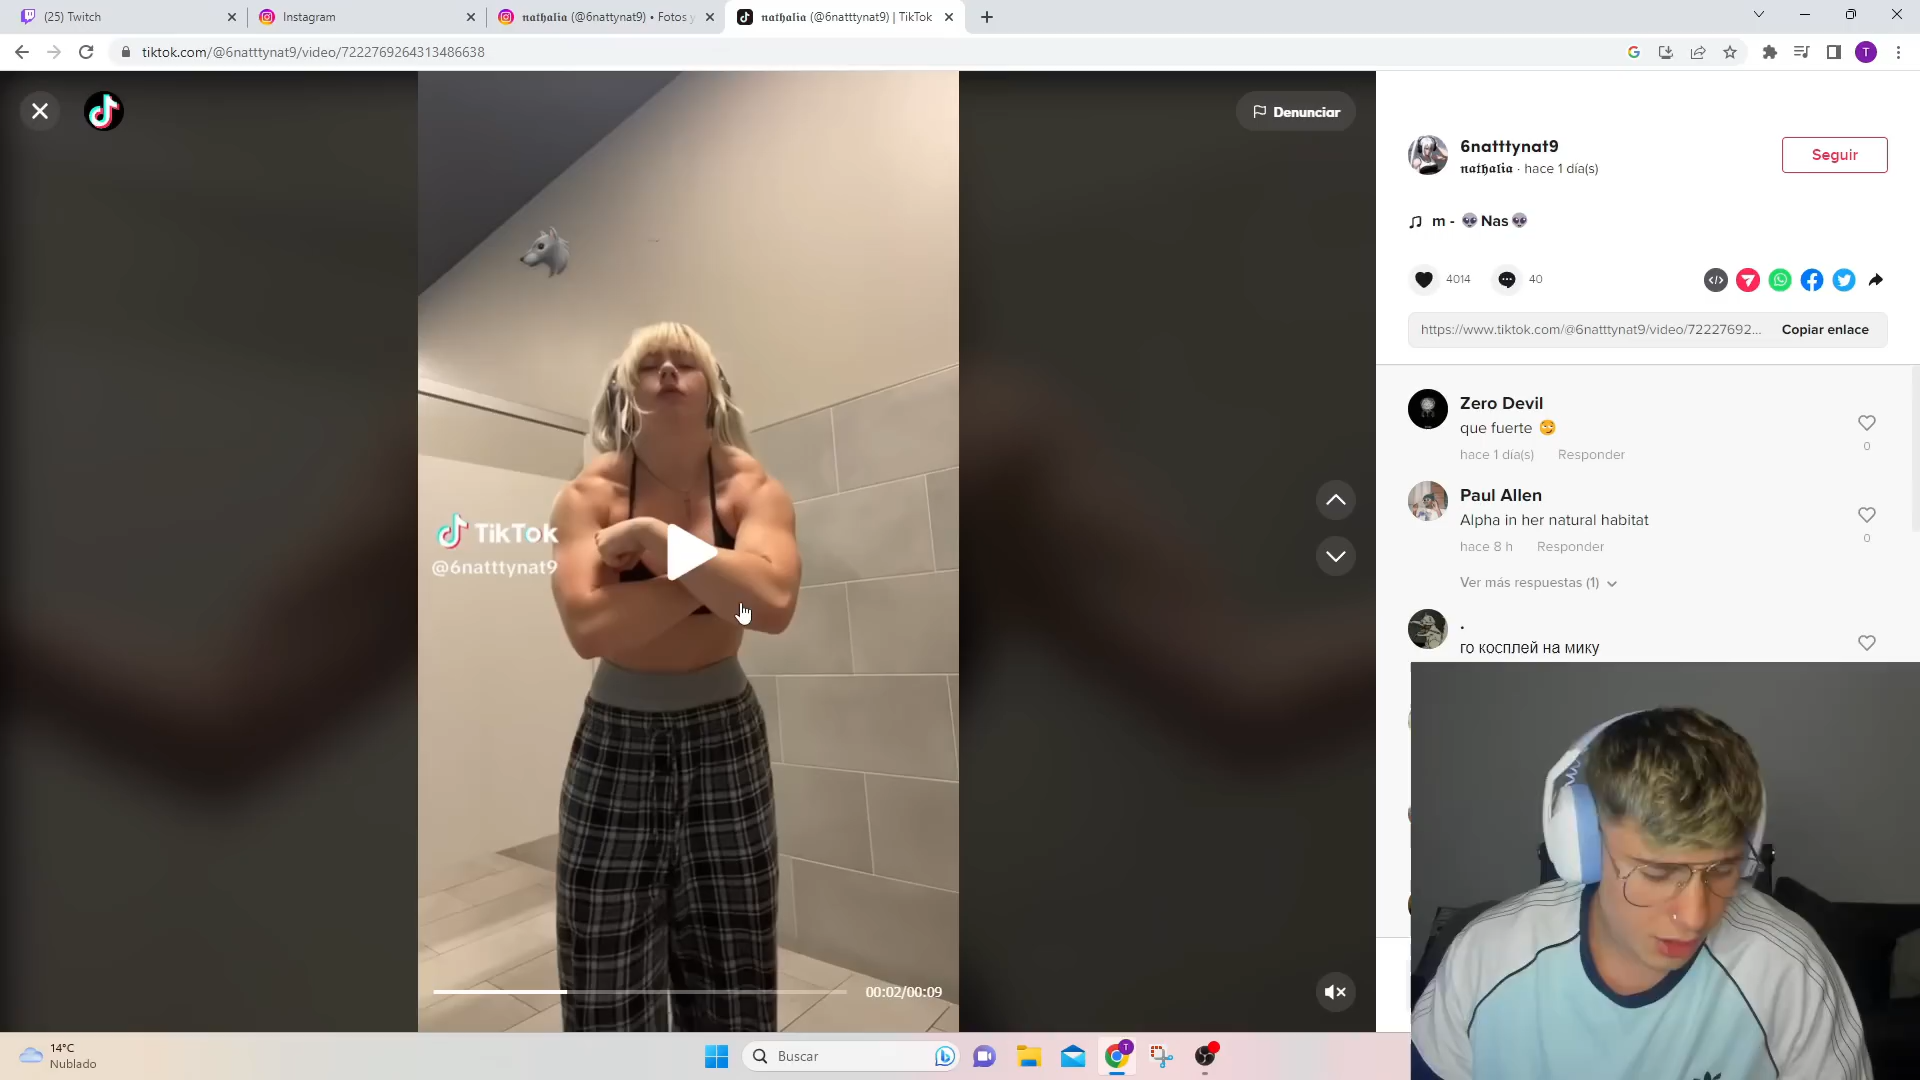 (25) Twitch
Instagram
𝖓𝖆𝖙𝖍𝖆𝖑𝖎𝖆 (@6nattynat9) • Fotos y
𝖓𝖆𝖙𝖍𝖆𝖑𝖎𝖆 (@6natttynat9) | TikTok
tiktok.com/@6natttynat9/video/7222769264313486638
T
Denunciar
TikTok
@6natttynat9
00:02/00:09
6natttynat9
𝖓𝖆𝖙𝖍𝖆𝖑𝖎𝖆 · hace 1 día(s)
Seguir
m - 👽Nas👽
4014
40
https://www.tiktok.com/@6natttynat9/video/72227692...
Copiar enlace
Zero Devil
que fuerte 😏
0
hace 1 día(s)
Responder
Paul Allen
Alpha in her natural habitat
0
hace 8 h
Responder
Ver más respuestas (1)
.
го косплей на мику
14°C
Nublado
Buscar
T